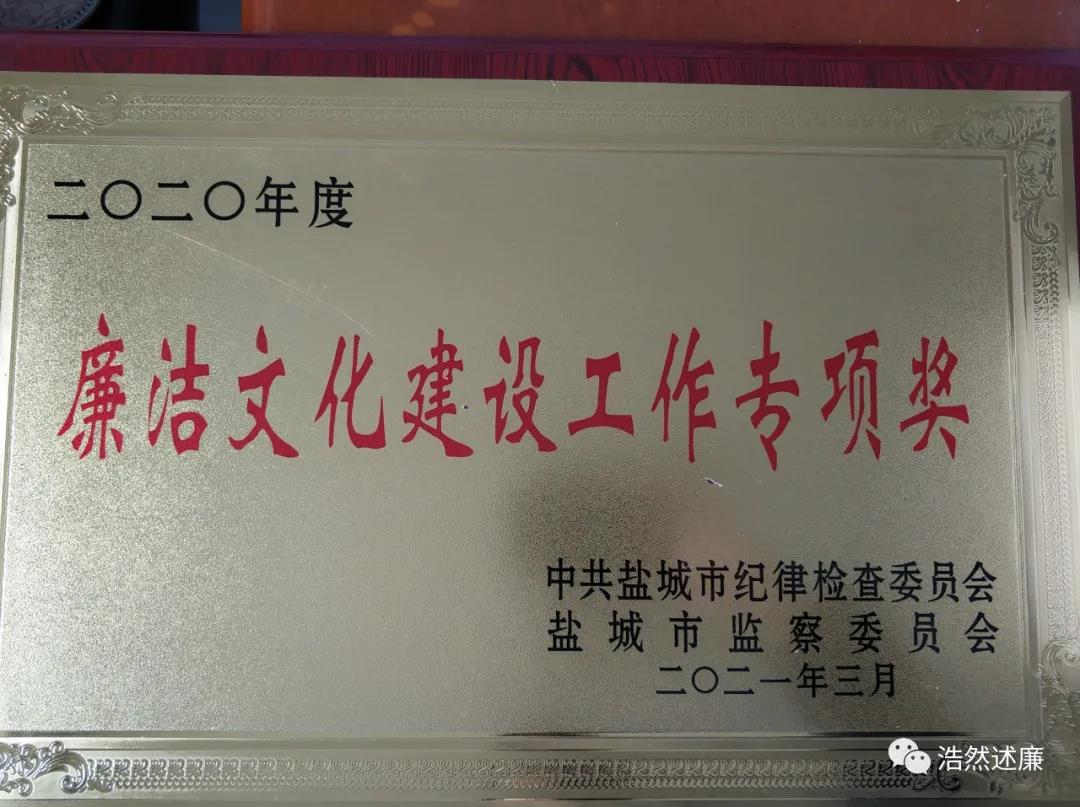 二〇二〇年度
廉洁文化建设工作专项奖
中共盐城市纪律检查委员会
盐城市监察委员会
二〇二一年三月
浩然述廉